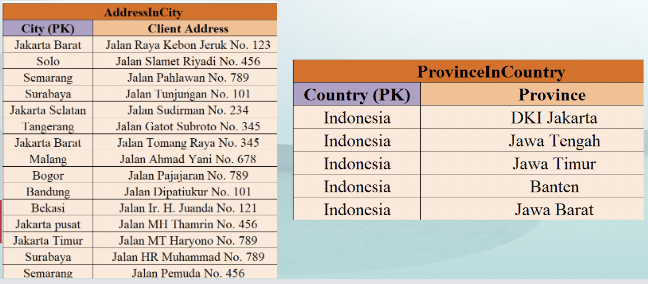 AddressInCity
City (PK) Client Address
Jakarta Barat Jalan Raya Kebon Jeruk No. 123
Solo Jalan Slamet Riyadi No. 456
Semarang Jalan Pahlawan No. 789
Surabaya Jalan Tunjungan No. 101
Jakarta Selatan Jalan Sudirman No. 234
Tangerang Jalan Gatot Subroto No. 345
Jakarta Barat Jalan Tomang Raya No. 345
Malang Jalan Ahmad Yani No. 678
Bogor Jalan Pajajaran No. 789
Bandung Jalan Dipatiukur No. 101
Bekasi Jalan Ir. H. Juanda No. 121
Jakarta pusat Jalan MH Thamrin No. 456
Jakarta Timur Jalan MT Haryono No. 789
Surabaya Jalan HR Muhammad No. 789
Semarang Jalan Pemuda No. 456
ProvinceInCountry
Country (PK) Province
Indonesia DKI Jakarta
Indonesia Jawa Tengah
Indonesia Jawa Timur
Indonesia Banten
Indonesia Jawa Barat